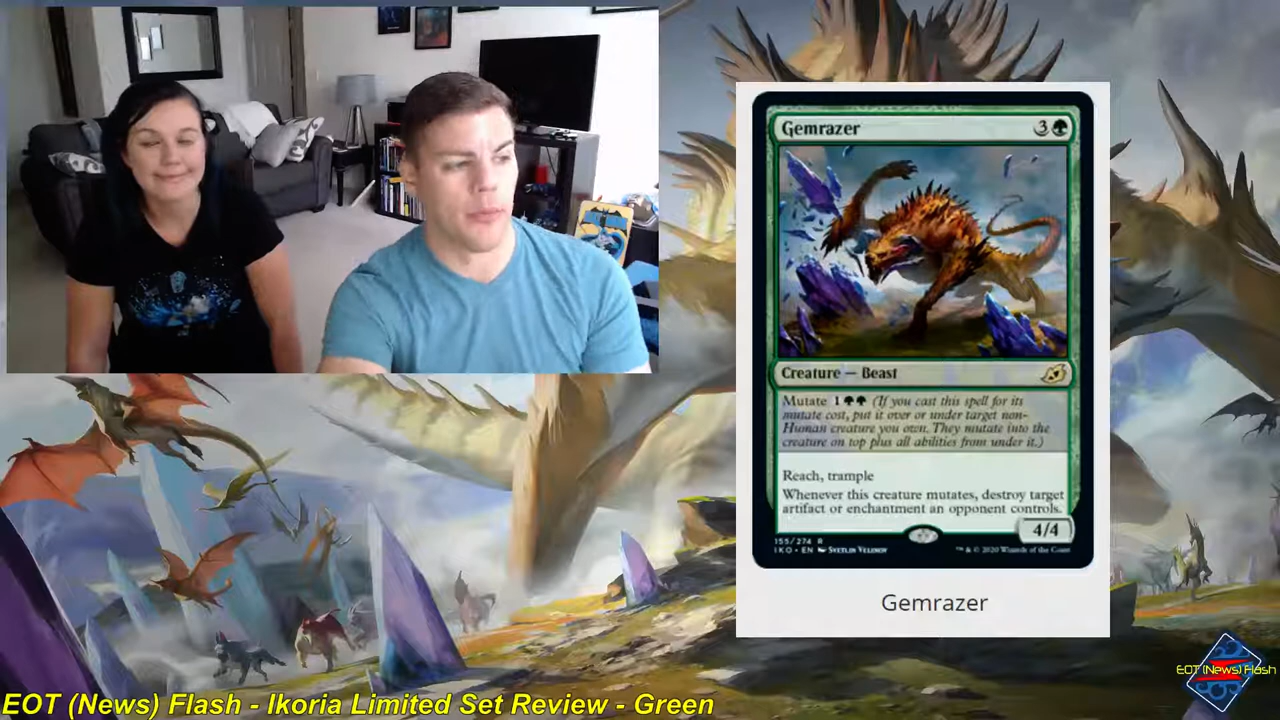 Gemrazer 3
Creature — Beast
Mutate 1 (If you cast this spell for its
mutate cost, put it over or under target non-
Human creature you own. They mutate into the
creature on top plus all abilities from under it.)
Reach, trample
Whenever this creature mutates, destroy target
artifact or enchantment an opponent controls.
4/4
155/274 R
IKO • EN Svetlin Velinov
™ & © 2020 Wizards of the Coast
Gemrazer
EOT (News) Flash
EOT (News) Flash - Ikoria Limited Set Review - Green